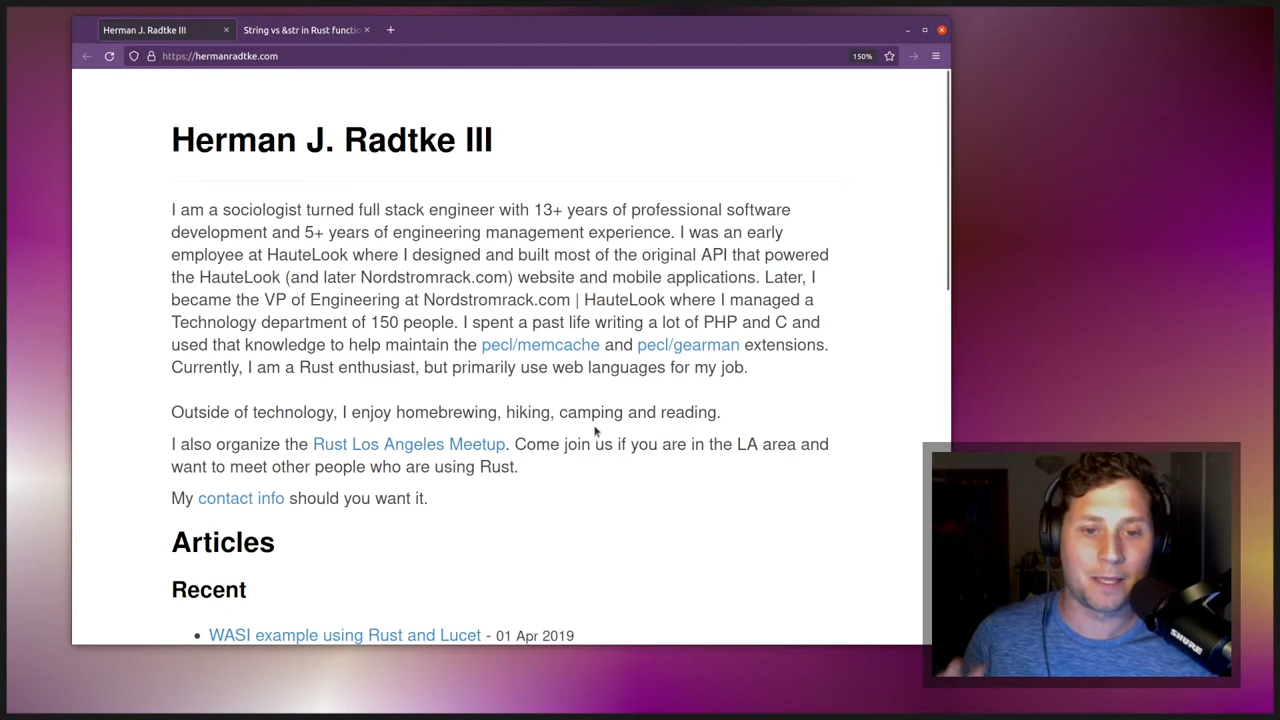 Herman J. Radtke III
String vs &str in Rust functio
https://hermanradtke.com
150%
Herman J. Radtke III
I am a sociologist turned full stack engineer with 13+ years of professional software
development and 5+ years of engineering management experience. I was an early
employee at HauteLook where I designed and built most of the original API that powered
the HauteLook (and later Nordstromrack.com) website and mobile applications. Later, I
became the VP of Engineering at Nordstromrack.com | HauteLook where I managed a
Technology department of 150 people. I spent a past life writing a lot of PHP and C and
used that knowledge to help maintain the pecl/memcache and pecl/gearman extensions.
Currently, I am a Rust enthusiast, but primarily use web languages for my job.
Outside of technology, I enjoy homebrewing, hiking, camping and reading.
I also organize the Rust Los Angeles Meetup. Come join us if you are in the LA area and
want to meet other people who are using Rust.
My contact info should you want it.
Articles
Recent
• WASI example using Rust and Lucet - 01 Apr 2019
SHURE